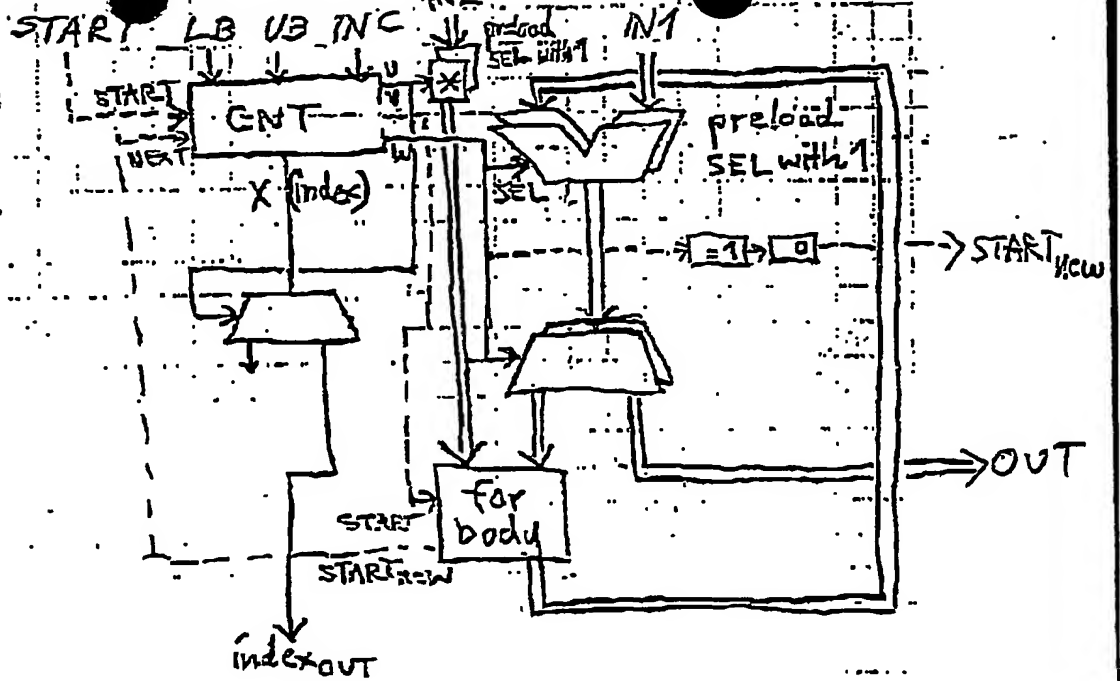 START LB UB INC
IN1
preload
SEL with 1
START
CNT
*
U
V
W
NEXT
preload
SEL with 1
X (index)
SEL
=1
0
START new
OUT
for
body
START
START new
index OUT